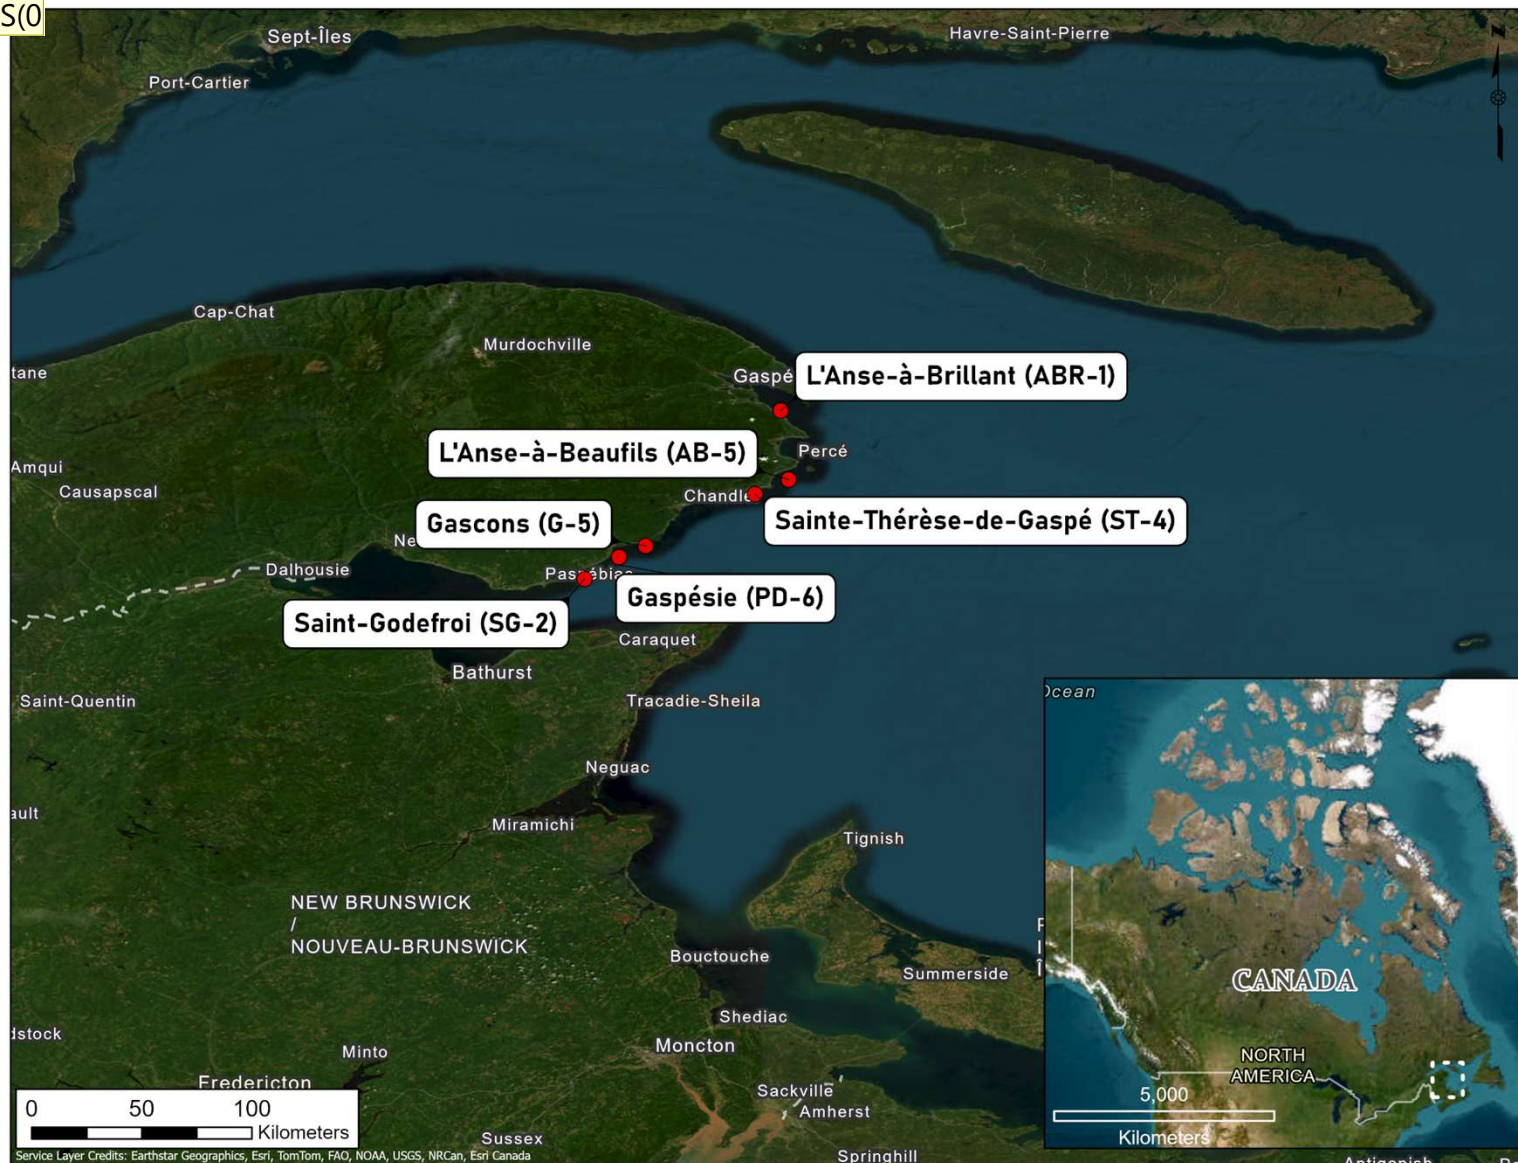 S(0
Sept-Îles
Havre-Saint-Pierre
N
Port-Cartier
Cap-Chat
Murdochville
tane
Gaspé
L'Anse-à-Brillant (ABR-1)
L'Anse-à-Beaufils (AB-5)
Percé
Amqui
Causapscal
Chandle
Gascons (G-5)
Sainte-Thérèse-de-Gaspé (ST-4)
Ne
Dalhousie
Paspébiac
Gaspésie (PD-6)
Saint-Godefroi (SG-2)
Caraquet
Bathurst
Saint-Quentin
Tracadie-Sheila
Ocean
Neguac
ault
Miramichi
Tignish
NEW BRUNSWICK
/
NOUVEAU-BRUNSWICK
Bouctouche
Summerside
CANADA
Shediac
dstock
Minto
Moncton
NORTH
AMERICA
Fredericton
Sackville
Amherst
5,000
Kilometers
0 50 100
Kilometers
Sussex
Springhill
Antigonish
Service Layer Credits: Earthstar Geographics, Esri, TomTom, FAO, NOAA, USGS, NRCan, Esri Canada